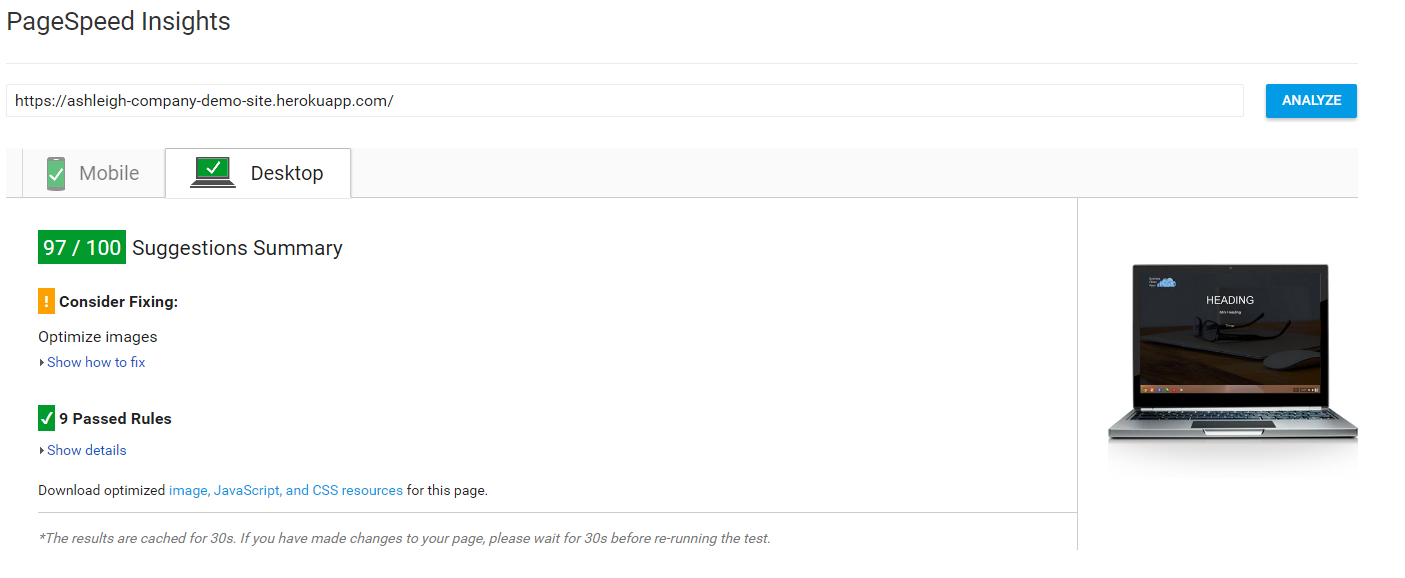 PageSpeed Insights
https://ashleigh-company-demo-site.herokuapp.com/
ANALYZE
Mobile
Desktop
97 / 100 Suggestions Summary
! Consider Fixing:
Optimize images
Show how to fix
9 Passed Rules
Show details
Download optimized image, JavaScript, and CSS resources for this page.
*The results are cached for 30s. If you have made changes to your page, please wait for 30s before re-running the test.
HEADING
Mini Heading